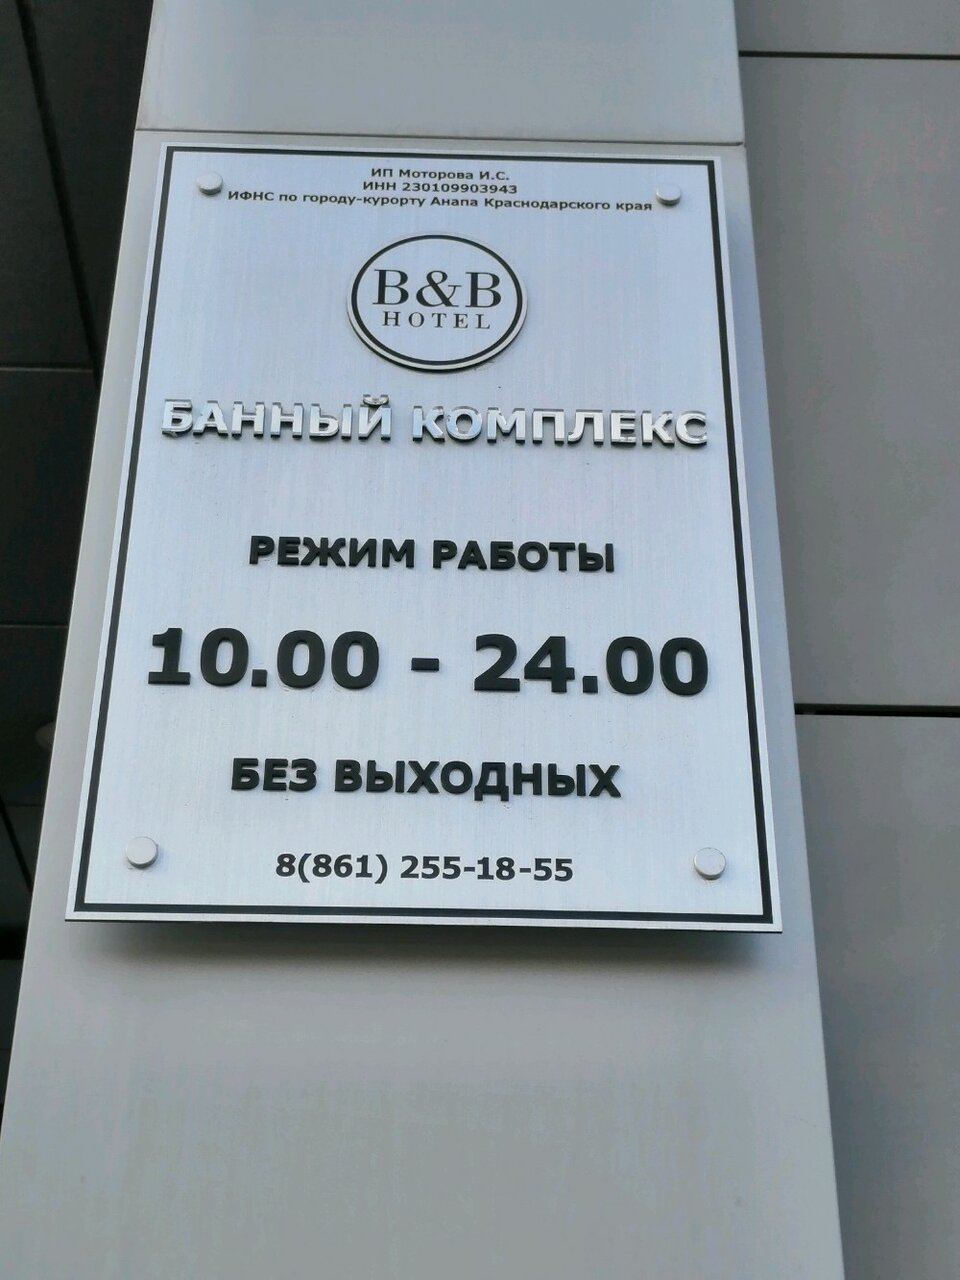 ИП Моторова И.С.
ИНН 230109903943
ИФНС по городу-курорту Анапа Краснодарского края
B&B
HOTEL
БАННЫЙ КОМПЛЕКС
РЕЖИМ РАБОТЫ
10.00 - 24.00
БЕЗ ВЫХОДНЫХ
8(861) 255-18-55